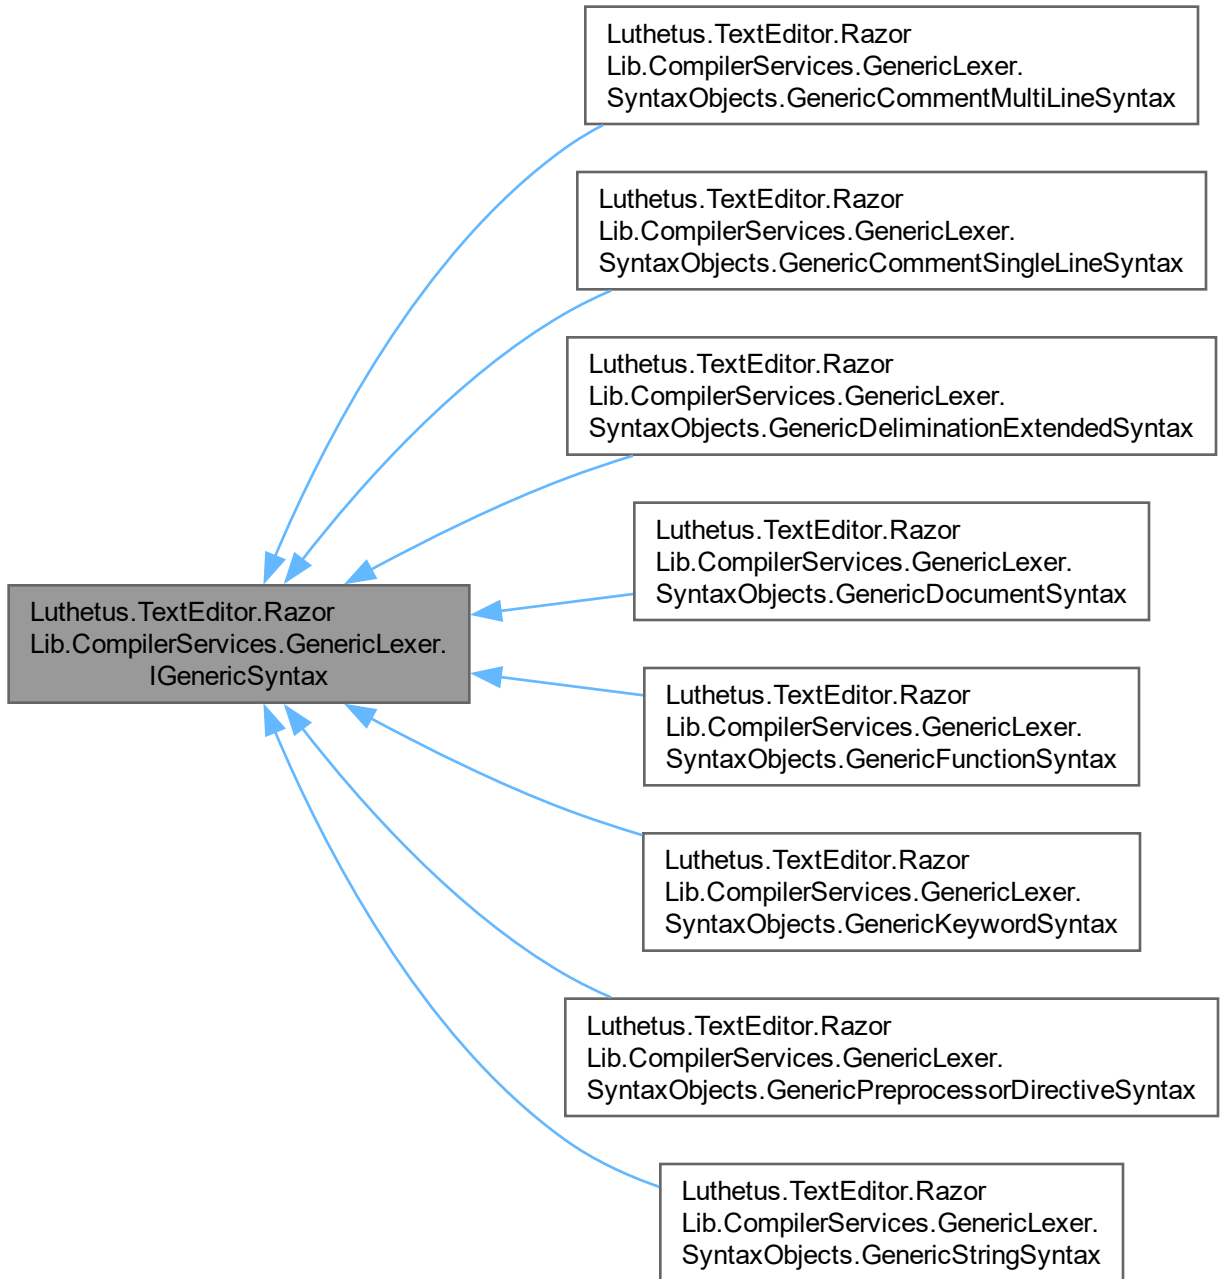 Luthetus.TextEditor.Razor
Lib.CompilerServices.GenericLexer.
SyntaxObjects.GenericCommentMultiLineSyntax
Luthetus.TextEditor.Razor
Lib.CompilerServices.GenericLexer.
SyntaxObjects.GenericCommentSingleLineSyntax
Luthetus.TextEditor.Razor
Lib.CompilerServices.GenericLexer.
SyntaxObjects.GenericDeliminationExtendedSyntax
Luthetus.TextEditor.Razor
Lib.CompilerServices.GenericLexer.
SyntaxObjects.GenericDocumentSyntax
Luthetus.TextEditor.Razor
Lib.CompilerServices.GenericLexer.
IGenericSyntax
Luthetus.TextEditor.Razor
Lib.CompilerServices.GenericLexer.
SyntaxObjects.GenericFunctionSyntax
Luthetus.TextEditor.Razor
Lib.CompilerServices.GenericLexer.
SyntaxObjects.GenericKeywordSyntax
Luthetus.TextEditor.Razor
Lib.CompilerServices.GenericLexer.
SyntaxObjects.GenericPreprocessorDirectiveSyntax
Luthetus.TextEditor.Razor
Lib.CompilerServices.GenericLexer.
SyntaxObjects.GenericStringSyntax